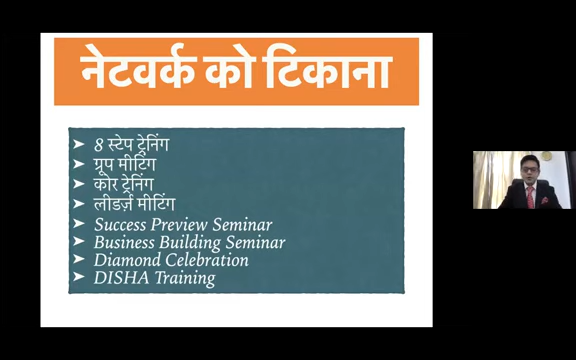 नेटवर्क को टिकाना
8 स्टेप ट्रेनिंग
ग्रूप मीटिंग
कोर ट्रेनिंग
लीडर्ज़ मीटिंग
Success Preview Seminar
Business Building Seminar
Diamond Celebration
DISHA Training